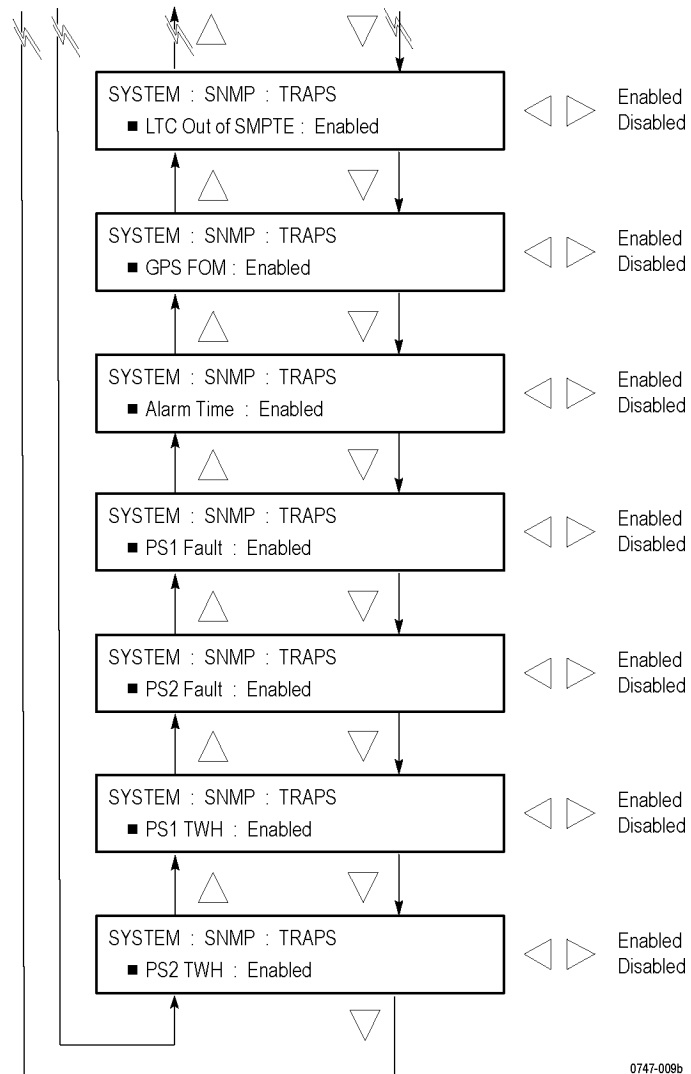 SYSTEM : SNMP : TRAPS
■ LTC Out of SMPTE : Enabled
Enabled
Disabled
SYSTEM : SNMP : TRAPS
■ GPS FOM : Enabled
Enabled
Disabled
SYSTEM : SNMP : TRAPS
■ Alarm Time : Enabled
Enabled
Disabled
SYSTEM : SNMP : TRAPS
■ PS1 Fault : Enabled
Enabled
Disabled
SYSTEM : SNMP : TRAPS
■ PS2 Fault : Enabled
Enabled
Disabled
SYSTEM : SNMP : TRAPS
■ PS1 TWH : Enabled
Enabled
Disabled
SYSTEM : SNMP : TRAPS
■ PS2 TWH : Enabled
Enabled
Disabled
0747-009b